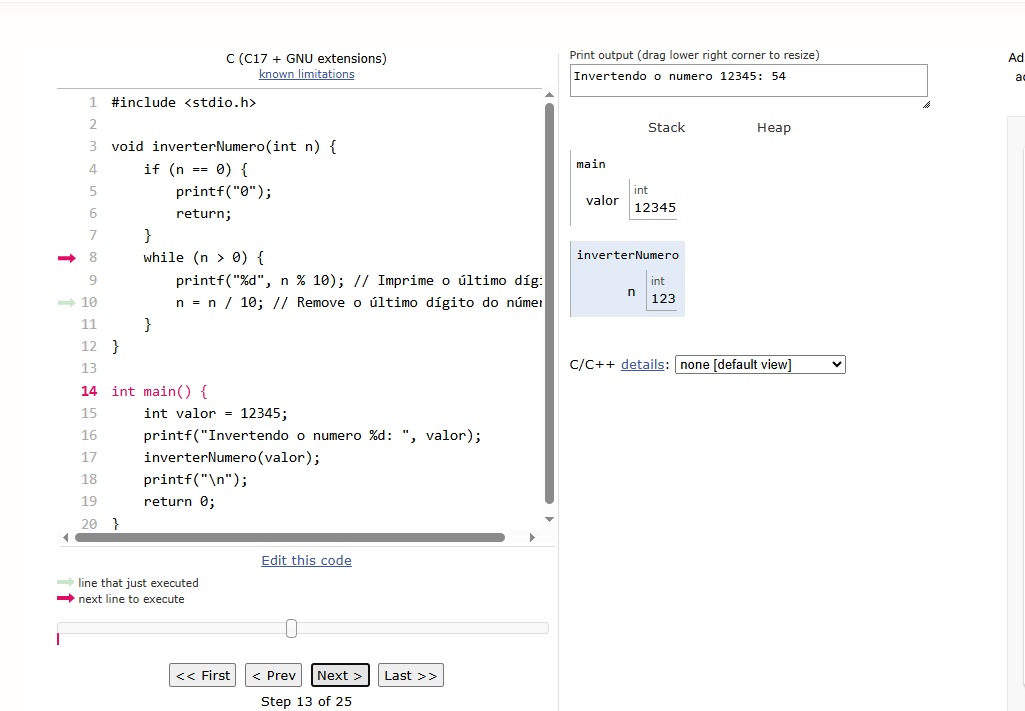 C (C17 + GNU extensions)
known limitations
1 #include <stdio.h>
2
3 void inverterNumero(int n) {
4 if (n == 0) {
5 printf("0");
6 return;
7 }
8 while (n > 0) {
9 printf("%d", n % 10); // Imprime o último
10 n = n / 10; // Remove o último dígito do
11 }
12 }
13
14 int main() {
15 int valor = 12345;
16 printf("Invertendo o numero %d: ", valor);
17 inverterNumero(valor);
18 printf("\n");
19 return 0;
20 }
Edit this code
line that just executed
next line to execute
<< First
< Prev
Next >
Last >>
Step 13 of 25
Print output (drag lower right corner to resize)
Invertendo o numero 12345: 54
Stack Heap
main
int
valor 12345
inverterNumero
int
n 123
C/C++ details: none [default view]
Ad